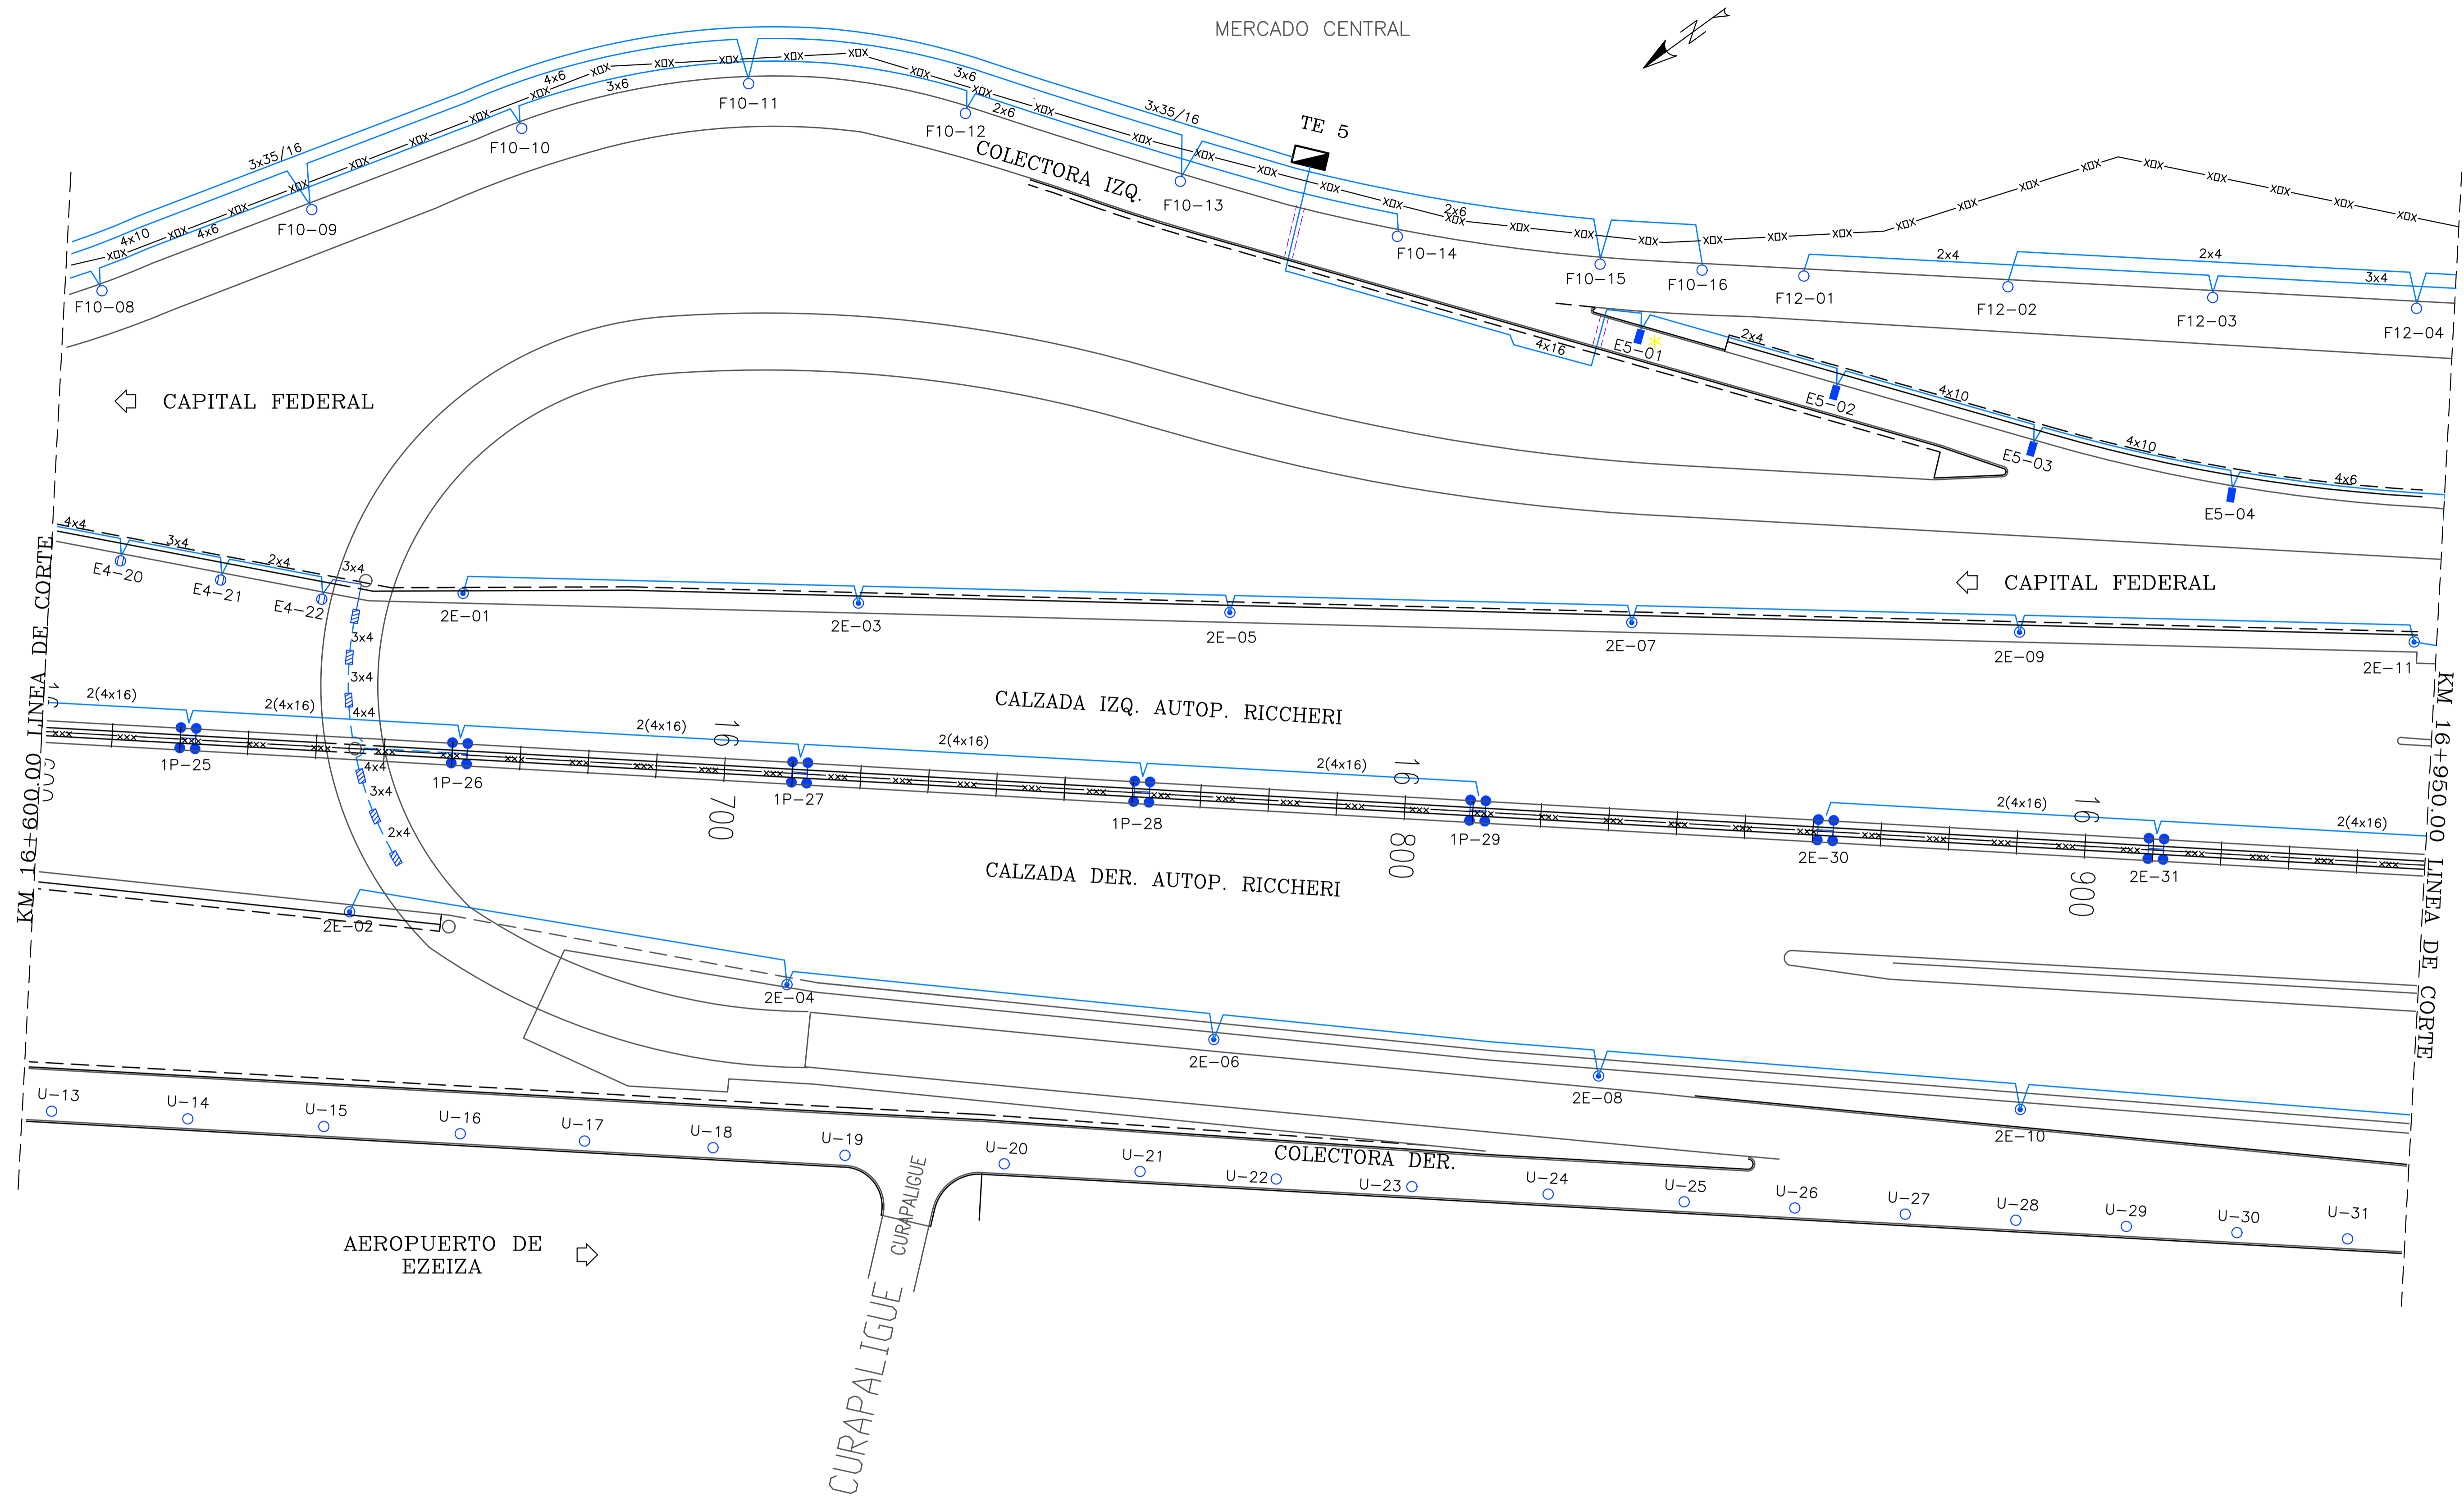 MERCADO CENTRAL
4x6
3x6
F10-11
3x6
2x6
F10-12
3x35/16
TE 5
3x35/16
F10-10
COLECTORA IZQ.
F10-13
4x10
4x6
F10-09
F10-08
2x6
F10-14
F10-15
F10-16
2x4
F12-01
2x4
F12-02
F12-03
3x4
F12-04
4x16
E5-01
2x4
E5-02
4x10
E5-03
4x10
E5-04
4x6
CAPITAL FEDERAL
4x4
E4-20
3x4
E4-21
2x4
E4-22
3x4
2E-01
2E-03
2E-05
2E-07
2E-09
2E-11
CAPITAL FEDERAL
3x4
3x4
4x4
4x4
3x4
2x4
KM 16+600.00 LINEA DE CORTE
KM 16+950.00 LINEA DE CORTE
CALZADA IZQ. AUTOP. RICCHERI
2(4x16)
2(4x16)
2(4x16)
2(4x16)
2(4x16)
2(4x16)
2(4x16)
1P-25
1P-26
1P-27
1P-28
1P-29
2E-30
2E-31
16
700
16
800
16
900
CALZADA DER. AUTOP. RICCHERI
2E-02
2E-04
2E-06
2E-08
2E-10
U-13
U-14
U-15
U-16
U-17
U-18
U-19
U-20
U-21
U-22
U-23
U-24
U-25
U-26
U-27
U-28
U-29
U-30
U-31
COLECTORA DER.
AEROPUERTO DE
EZEIZA
CURAPALIGUE
CURAPALIGUE